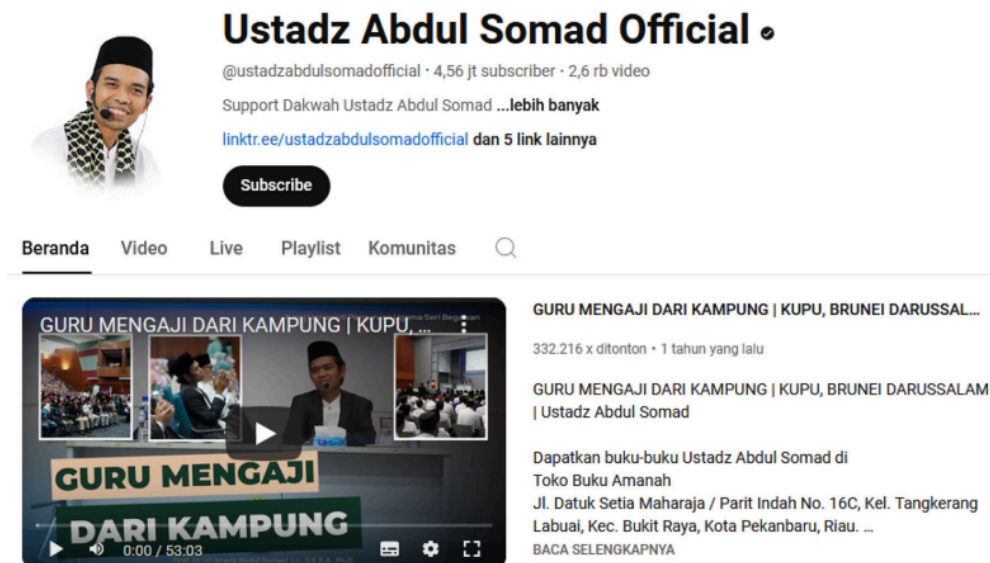 Ustadz Abdul Somad Official
@ustadzabdulsomadofficial · 4,56 jt subscriber · 2,6 rb video
Support Dakwah Ustadz Abdul Somad ...lebih banyak
linktr.ee/ustadzabdulsomadofficial dan 5 link lainnya
Subscribe
Beranda Video Live Playlist Komunitas
GURU MENGAJI DARI KAMPUNG | KUPU, ...
Seri Begawan
GURU MENGAJI
DARI KAMPUNG
0:00 / 53:03
GURU MENGAJI DARI KAMPUNG | KUPU, BRUNEI DARUSSAL...
332.216 x ditonton • 1 tahun yang lalu
GURU MENGAJI DARI KAMPUNG | KUPU, BRUNEI DARUSSALAM
| Ustadz Abdul Somad
Dapatkan buku-buku Ustadz Abdul Somad di
Toko Buku Amanah
Jl. Datuk Setia Maharaja / Parit Indah No. 16C, Kel. Tangkerang
Labuai, Kec. Bukit Raya, Kota Pekanbaru, Riau. ...
BACA SELENGKAPNYA